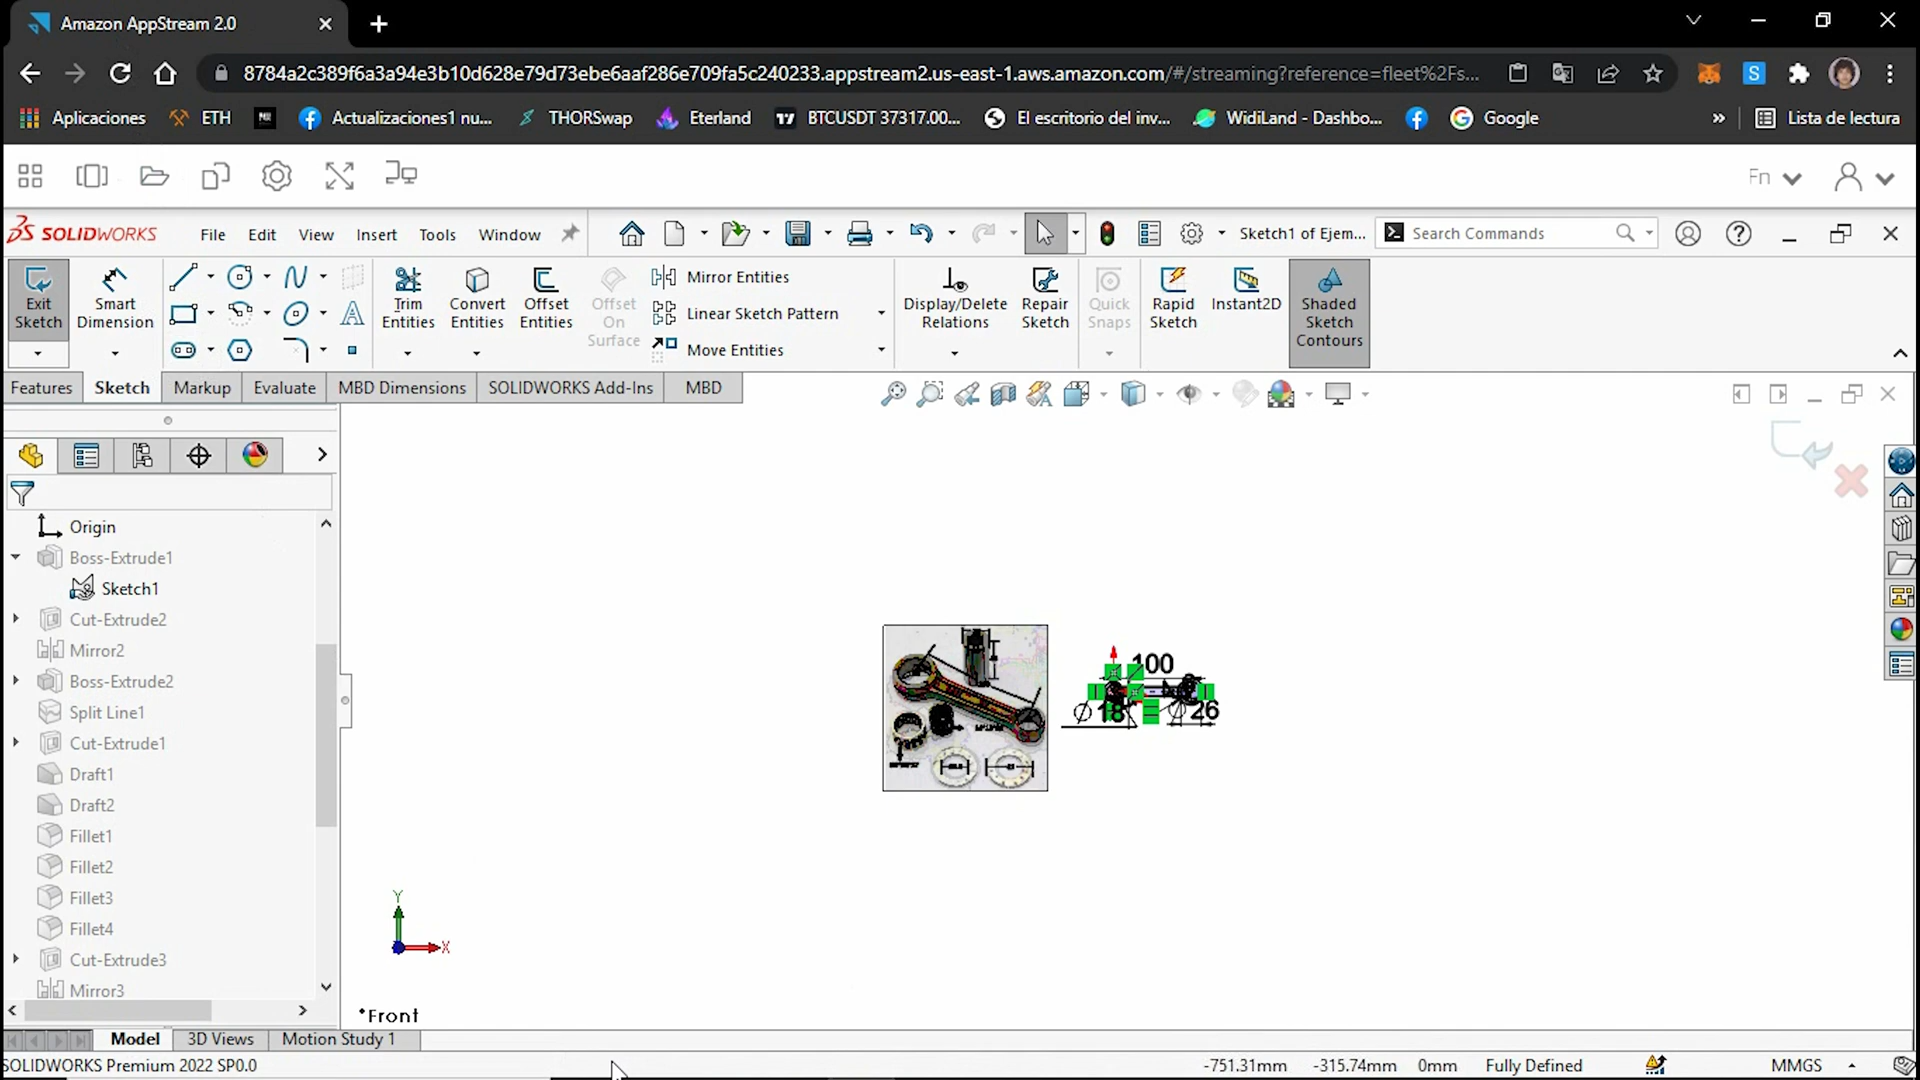 Amazon AppStream 2.0
8784a2c389f6a3a94e3b10d628e79d73ebe6aaf286e709fa5c240233.appstream2.us-east-1.aws.amazon.com/#/streaming?reference=fleet%2Fs...
Aplicaciones ETH Actualizaciones1 nu... THORSwap Eterland BTCUSDT 37317.00... El escritorio del inv... WidiLand - Dashbo... Google » Lista de lectura
Fn
SOLIDWORKS File Edit View Insert Tools Window Sketch1 of Ejem... Search Commands
Exit Sketch
Smart Dimension
Trim Entities
Convert Entities
Offset Entities
Offset On Surface
Mirror Entities
Linear Sketch Pattern
Move Entities
Display/Delete Relations
Repair Sketch
Quick Snaps
Rapid Sketch
Instant2D
Shaded Sketch Contours
Features Sketch Markup Evaluate MBD Dimensions SOLIDWORKS Add-Ins MBD
Origin
Boss-Extrude1
Sketch1
Cut-Extrude2
Mirror2
Boss-Extrude2
Split Line1
Cut-Extrude1
Draft1
Draft2
Fillet1
Fillet2
Fillet3
Fillet4
Cut-Extrude3
Mirror3
100
18
26
Y
X
*Front
Model 3D Views Motion Study 1
SOLIDWORKS Premium 2022 SP0.0 -751.31mm -315.74mm 0mm Fully Defined MMGS